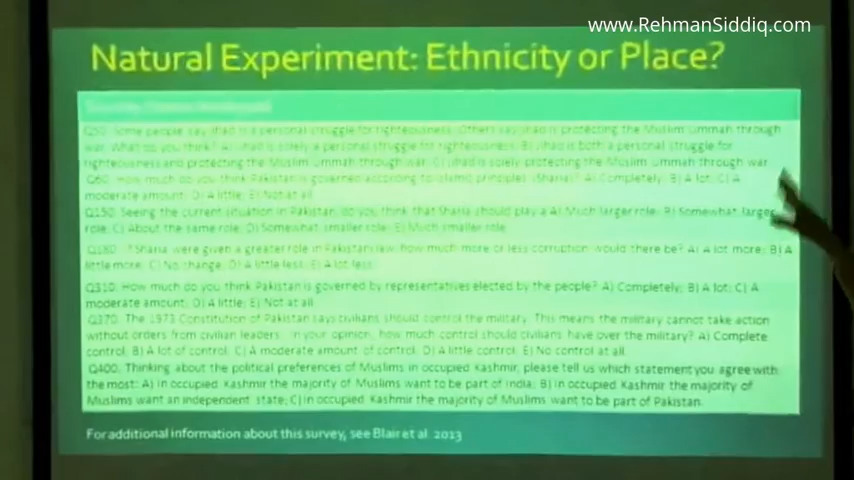 www.RehmanSiddiq.com
Natural Experiment: Ethnicity or Place?
Q50. Some people say jihad is a personal struggle for righteousness. Others say jihad is protecting the Muslim Ummah through
war. What do you think? A) Jihad is solely a personal struggle for righteousness; B) Jihad is both a personal struggle for
righteousness and protecting the Muslim Ummah through war; C) Jihad is solely protecting the Muslim Ummah through war
Q60. How much do you think Pakistan is governed according to Islamic principles (Sharia)? A) Completely; B) A lot; C) A
moderate amount; D) A little; E) Not at all
Q150. Seeing the current situation in Pakistan, do you think that Sharia should play a A) Much larger role; B) Somewhat larger
role; C) About the same role; D) Somewhat smaller role; E) Much smaller role
Q180. If Sharia were given a greater role in Pakistan law, how much more or less corruption would there be? A) A lot more; B) A
little more; C) No change; D) A little less; E) A lot less
Q310. How much do you think Pakistan is governed by representatives elected by the people? A) Completely; B) A lot; C) A
moderate amount; D) A little; E) Not at all
Q370. The 1973 Constitution of Pakistan says civilians should control the military. This means the military cannot take action
without orders from civilian leaders. In your opinion, how much control should civilians have over the military? A) Complete
control; B) A lot of control; C) A moderate amount of control; D) A little control; E) No control at all.
Q400. Thinking about the political preferences of Muslims in occupied Kashmir, please tell us which statement you agree with
the most: A) in occupied Kashmir the majority of Muslims want to be part of India; B) in occupied Kashmir the majority of
Muslims want an independent state; C) in occupied Kashmir the majority of Muslims want to be part of Pakistan.
For additional information about this survey, see Blair et al. 2013